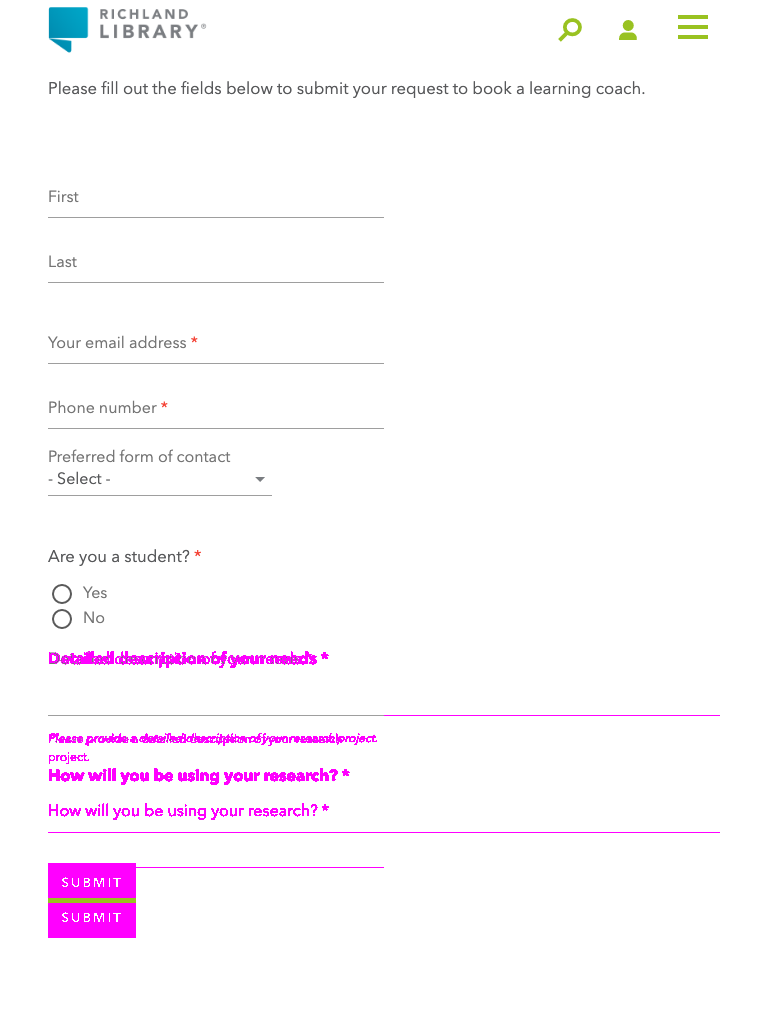 RICHLAND
LIBRARY®
Please fill out the fields below to submit your request to book a learning coach.
First
Last
Your email address *
Phone number *
Preferred form of contact
- Select -
Are you a student? *
Yes
No
Detailed description of your needs *
Please provide a detailed description of your research project.
project.
How will you be using your research? *
How will you be using your research? *
SUBMIT
SUBMIT